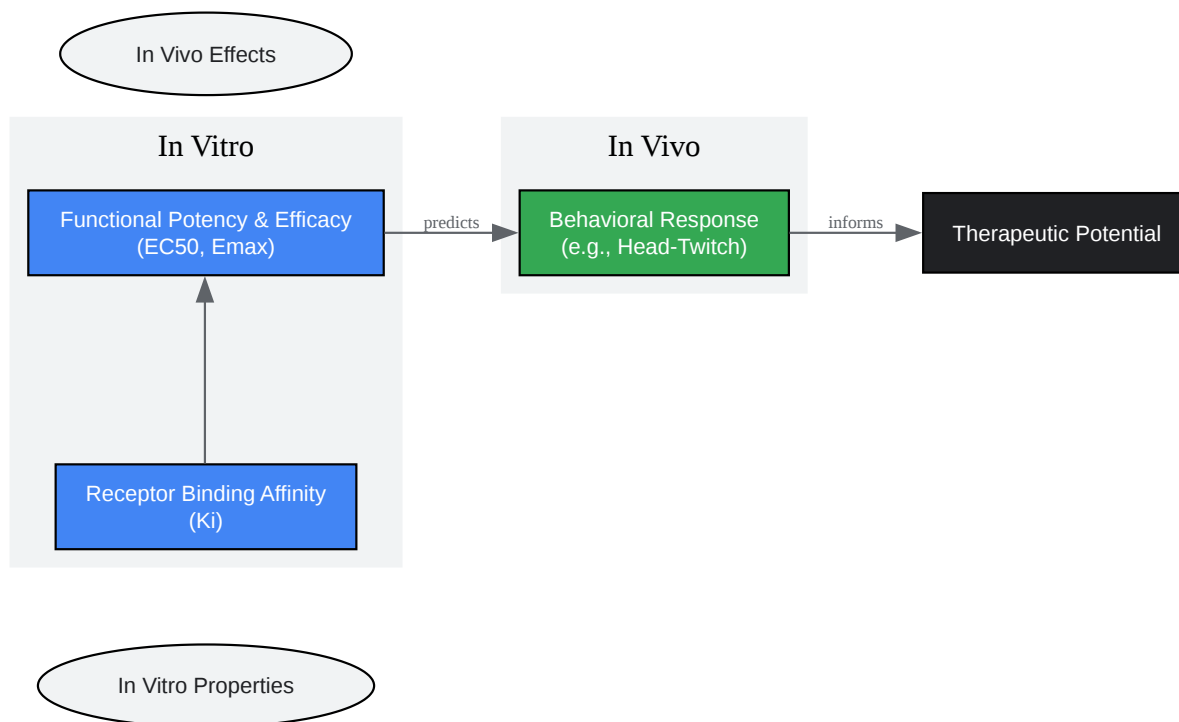 In Vivo Effects
In Vitro
In Vivo
Functional Potency & Efficacy
(EC50, Emax)
predicts
Behavioral Response
(e.g., Head-Twitch)
informs
Therapeutic Potential
Receptor Binding Affinity
(Ki)
In Vitro Properties